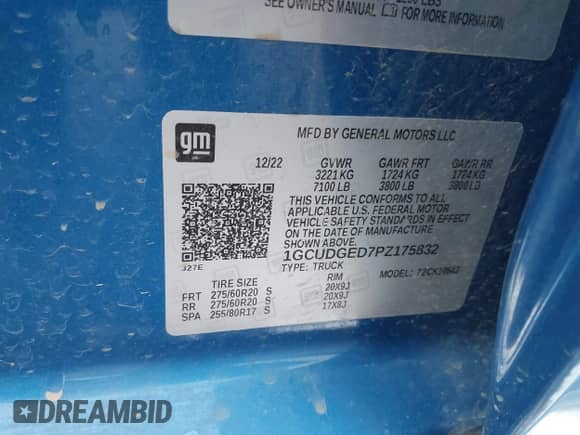 SEE OWNER'S MANUAL FOR MORE INFORMATION
gm
MFD BY GENERAL MOTORS LLC
12/22 GVWR GAWR FRT GAWR RR
3221 KG 1724 KG 1724 KG
7100 LB 3800 LB 3800 LB
THIS VEHICLE CONFORMS TO ALL
APPLICABLE U.S. FEDERAL MOTOR
VEHICLE SAFETY STANDARDS IN EFFECT
ON THE DATE OF MANUFACTURE
SHOWN ABOVE.
1GCUDGED7PZ175832
327E
TYPE: TRUCK MODEL:
TIRE SIZE RIM
FRT 275/60R20 S 20X9J
RR 275/60R20 S 20X9J
SPA 255/80R17 S 17X8J
DREAMBID